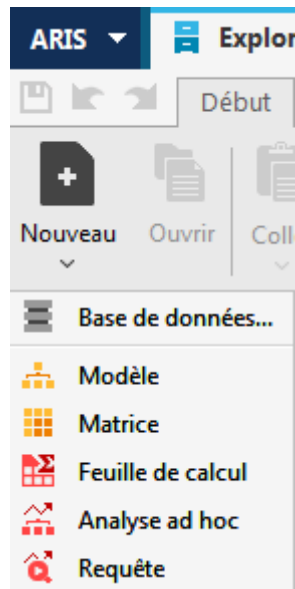 ARIS Explor
Début
Nouveau Ouvrir Coll
Base de données...
Modèle
Matrice
Feuille de calcul
Analyse ad hoc
Requête